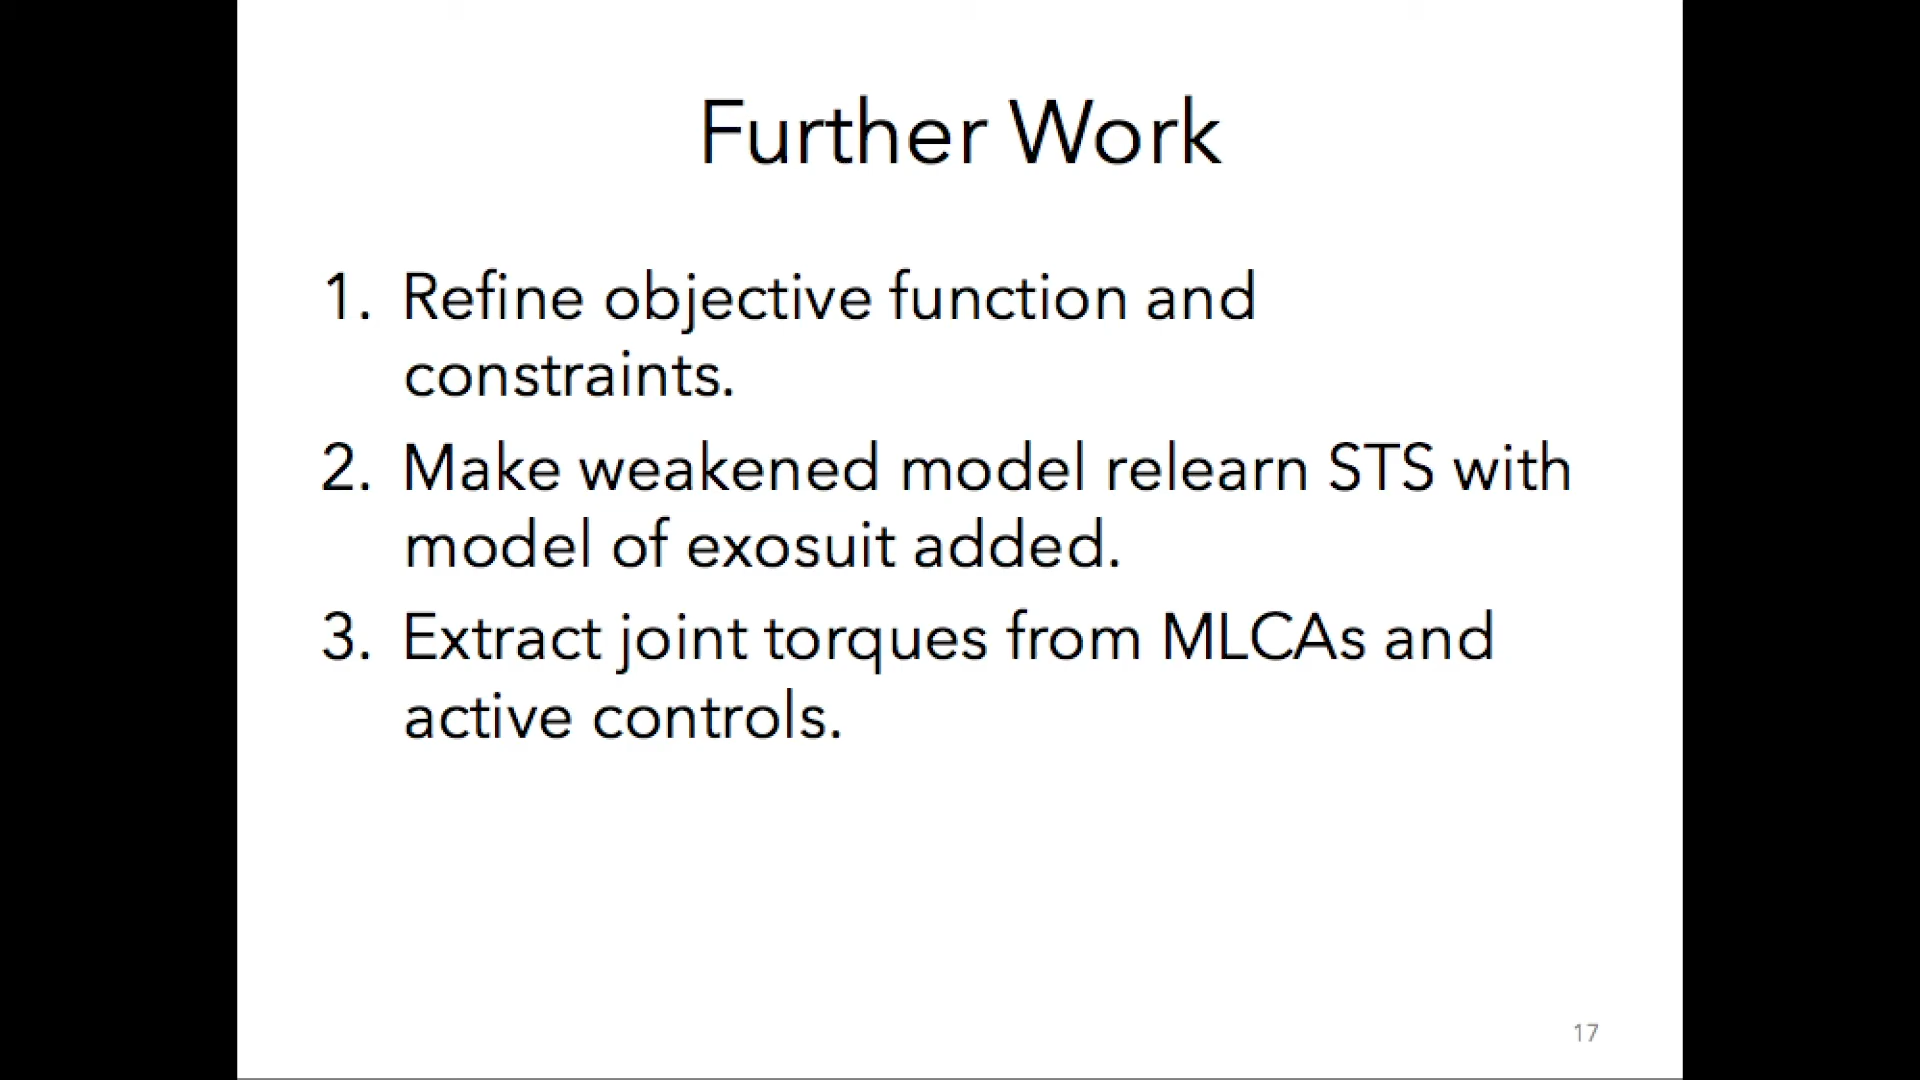 Further Work
1. Refine objective function and
constraints.
2. Make weakened model relearn STS with
model of exosuit added.
3. Extract joint torques from MLCAs and
active controls.
17